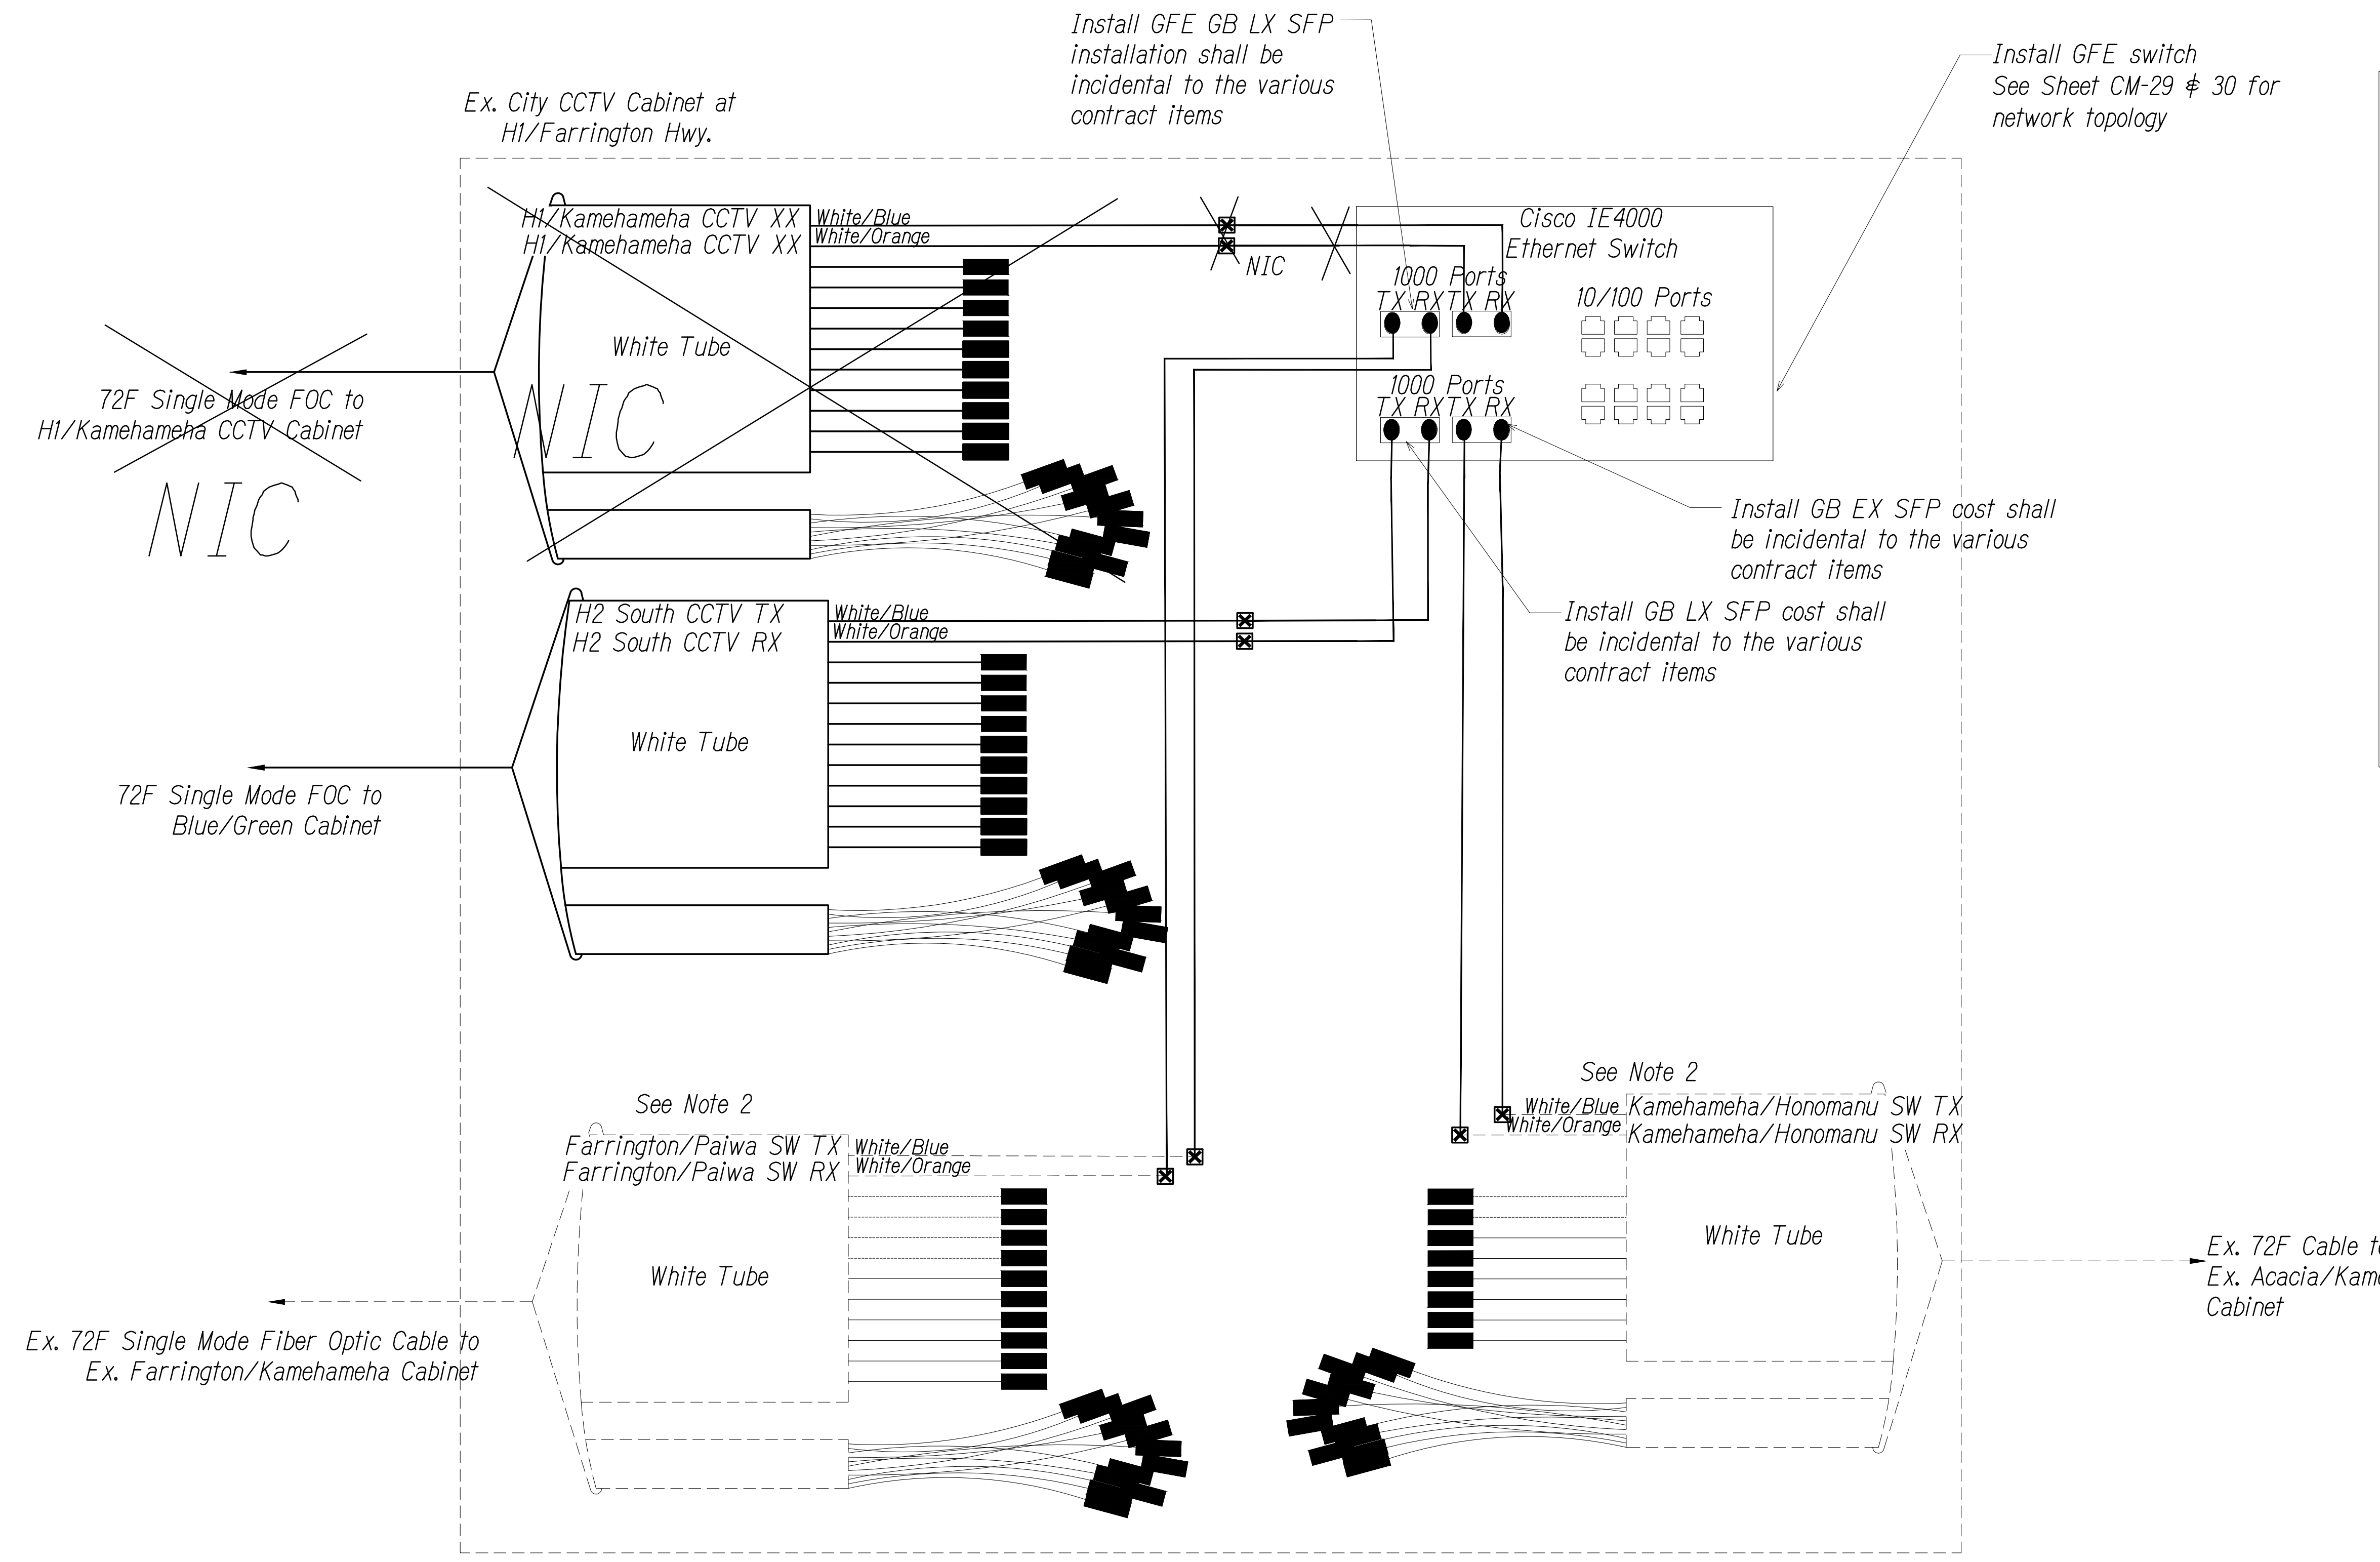 Install GFE GB LX SFP
installation shall be
incidental to the various
contract items
Install GFE switch
See Sheet CM-29 & 30 for
network topology
Ex. City CCTV Cabinet at
H1/Farrington Hwy.
H1/Kamehameha CCTV XX
H1/Kamehameha CCTV XX
White/Blue
White/Orange
NIC
Cisco IE4000
Ethernet Switch
1000 Ports
TX RX TX RX
10/100 Ports
1000 Ports
TX RX TX RX
White Tube
NIC
72F Single Mode FOC to
H1/Kamehameha CCTV Cabinet
NIC
Install GB EX SFP cost shall
be incidental to the various
contract items
Install GB LX SFP cost shall
be incidental to the various
contract items
H2 South CCTV TX
H2 South CCTV RX
White/Blue
White/Orange
White Tube
72F Single Mode FOC to
Blue/Green Cabinet
See Note 2
Farrington/Paiwa SW TX
Farrington/Paiwa SW RX
White/Blue
White/Orange
White Tube
Ex. 72F Single Mode Fiber Optic Cable to
Ex. Farrington/Kamehameha Cabinet
See Note 2
White/Blue
White/Orange
Kamehameha/Honomanu SW TX
Kamehameha/Honomanu SW RX
White Tube
Ex. 72F Cable
Ex. Acacia/
Cabinet